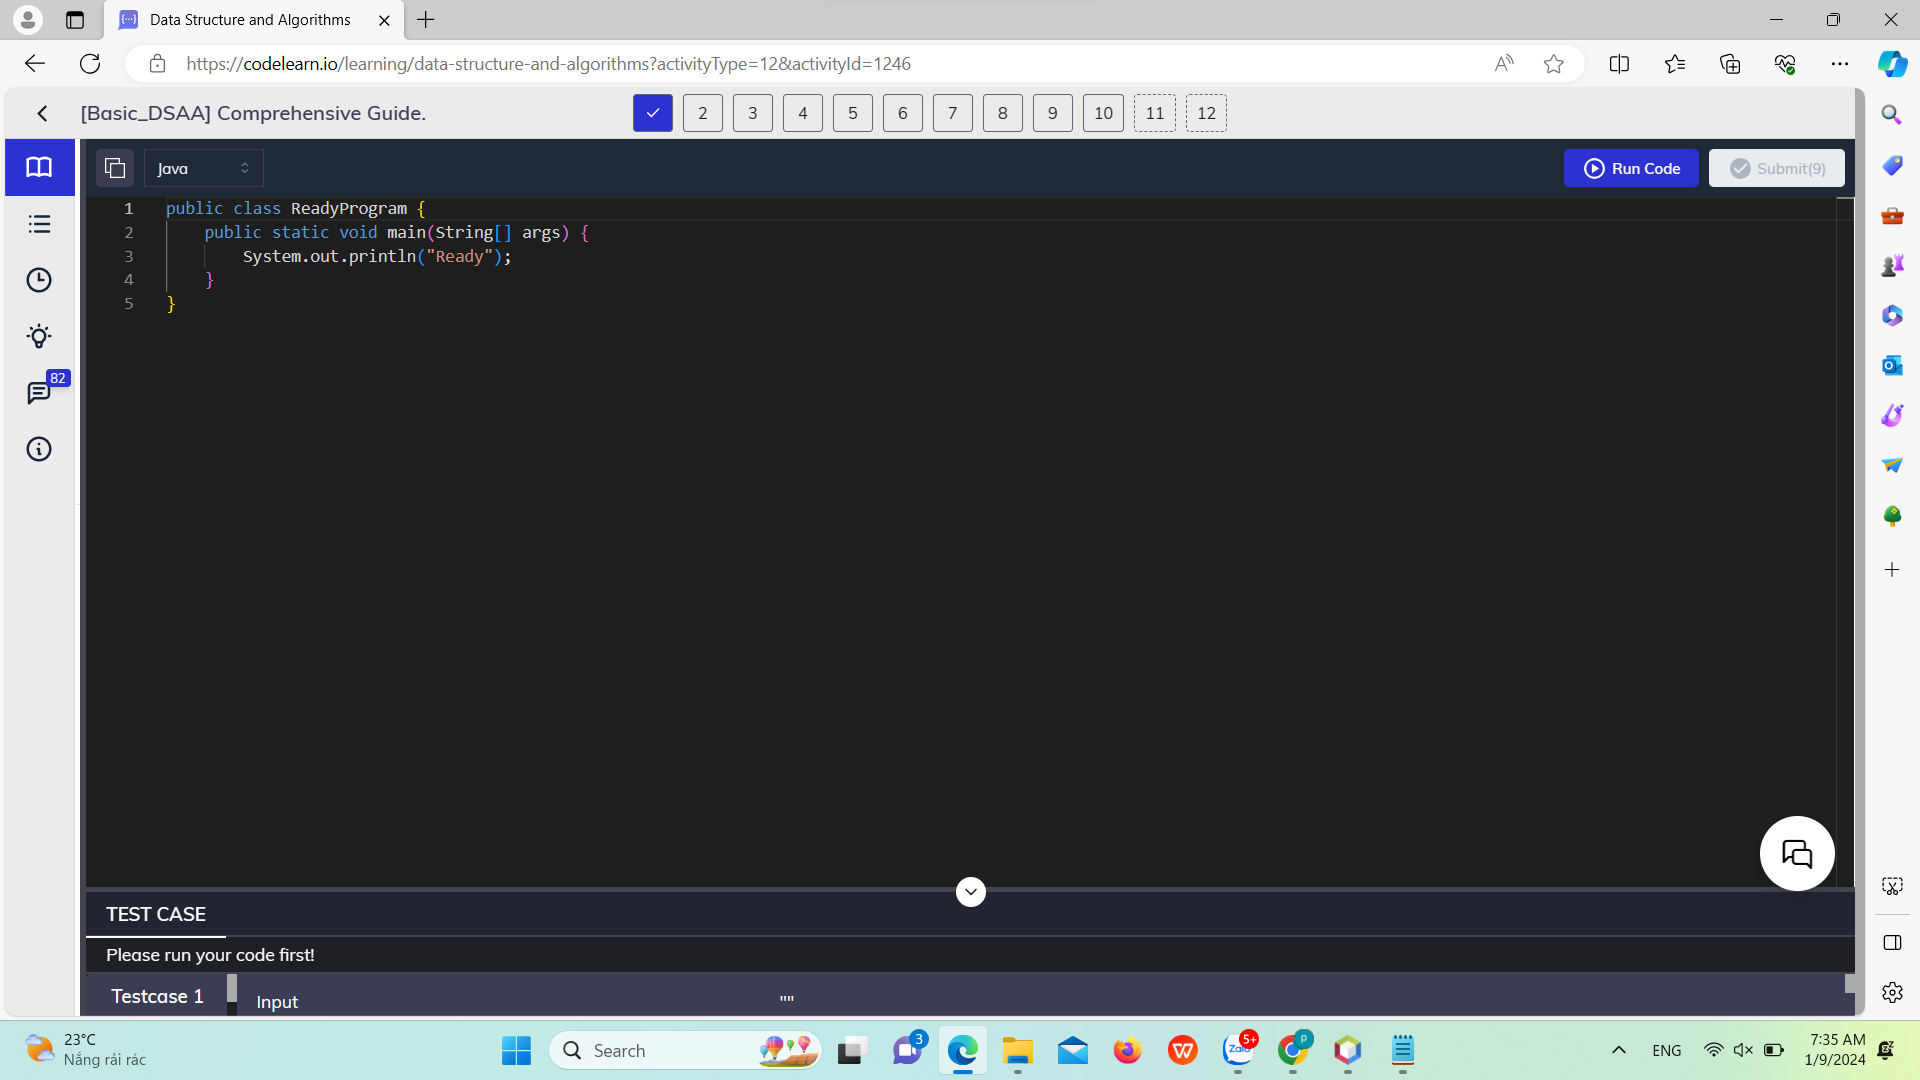 Data Structure and Algorithms
https://codelearn.io/learning/data-structure-and-algorithms?activityType=12&activityId=1246
[Basic_DSAA] Comprehensive Guide.
2 3 4 5 6 7 8 9 10 11 12
Java
Run Code
Submit(9)
1 public class ReadyProgram {
2 public static void main(String[] args) {
3 System.out.println("Ready");
4 }
5 }
82
TEST CASE
Please run your code first!
Testcase 1
Input
""
23°C
Nắng rải rác
Search
3
Zalo
5+
P
ENG
7:35 AM
1/9/2024